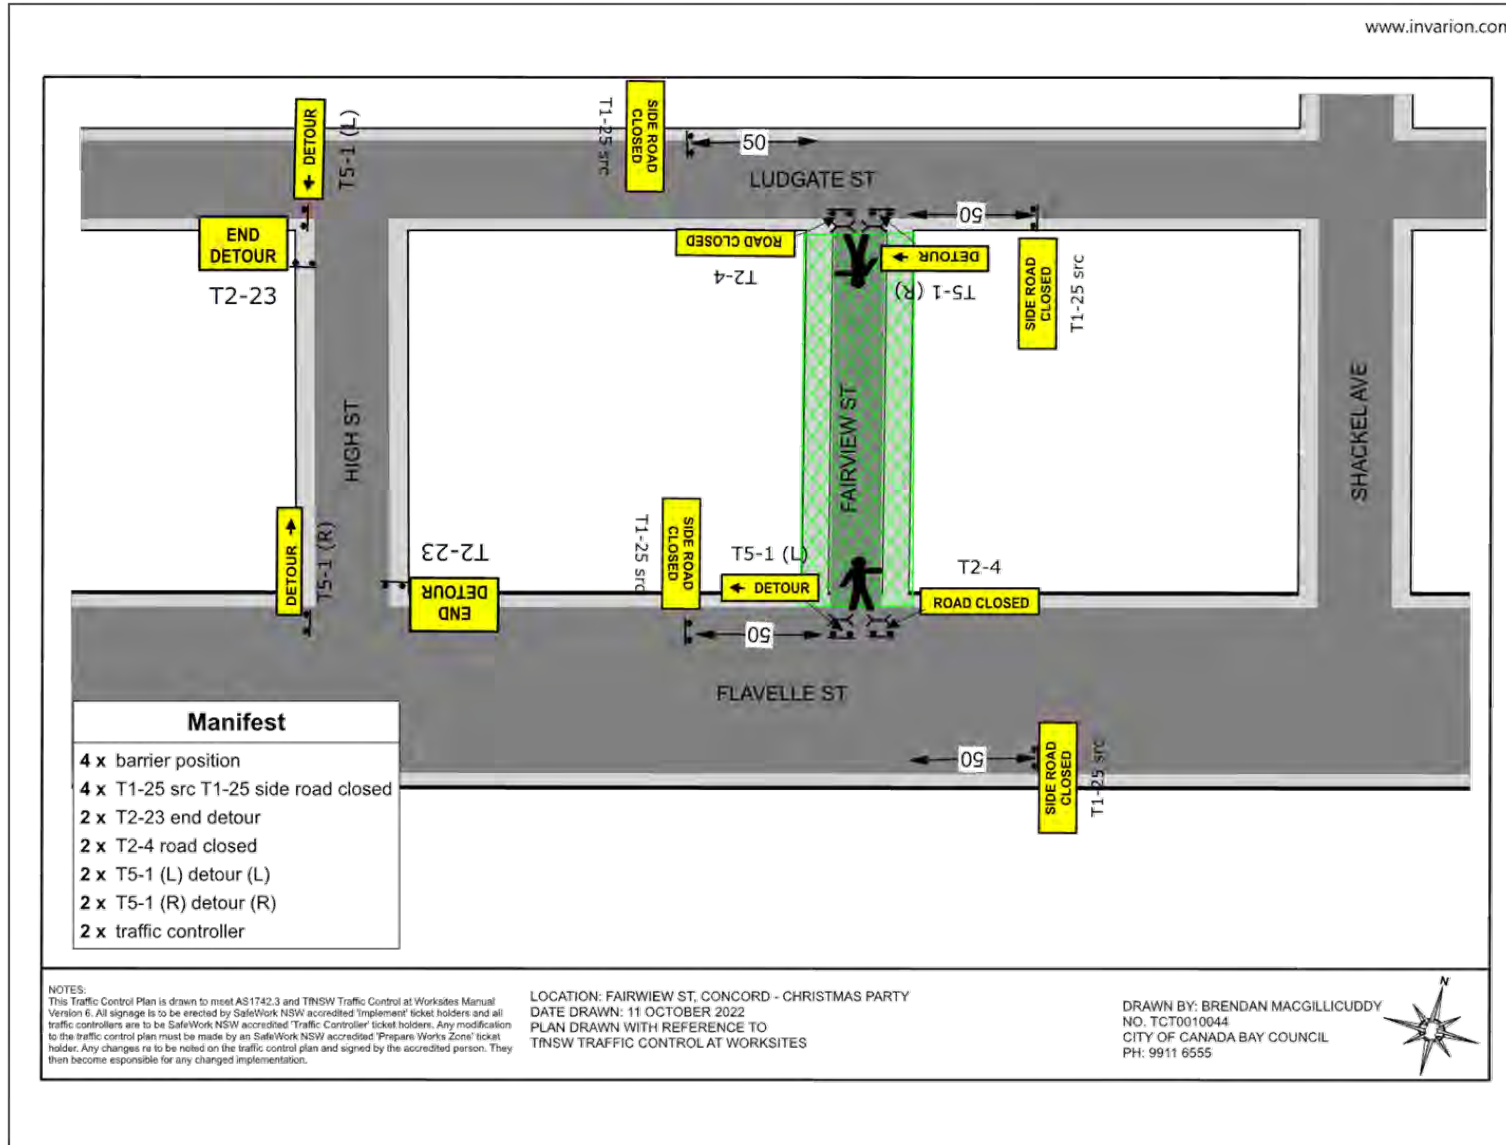 www.invarion.com
DETOUR
T5-1 (L)
SIDE ROAD
CLOSED
T1-25 src
50
LUDGATE ST
END
DETOUR
T2-23
ROAD CLOSED
T2-4
DETOUR
T5-1 (R)
50
SIDE ROAD
CLOSED
T1-25 src
HIGH ST
FAIRVIEW ST
SHACKEL AVE
DETOUR
T5-1 (R)
T2-23
END
DETOUR
T1-25 src
SIDE ROAD
CLOSED
T5-1 (L)
DETOUR
T2-4
ROAD CLOSED
50
FLAVELLE ST
50
SIDE ROAD
CLOSED
T1-25 src
Manifest
4 x barrier position
4 x T1-25 src T1-25 side road closed
2 x T2-23 end detour
2 x T2-4 road closed
2 x T5-1 (L) detour (L)
2 x T5-1 (R) detour (R)
2 x traffic controller
NOTES:
This Traffic Control Plan is drawn to meet AS1742.3 and TfNSW Traffic Control at Worksites Manual
Version 6. All signage is to be erected by SafeWork NSW accredited 'Implement' ticket holders and all
traffic controllers are to be SafeWork NSW accredited 'Traffic Controller' ticket holders. Any modification
to the traffic control plan must be made by an SafeWork NSW accredited 'Prepare Works Zone' ticket
holder. Any changes re to be noted on the traffic control plan and signed by the accredited person. They
then become esponsible for any changed implementation.
LOCATION: FAIRWIEW ST, CONCORD - CHRISTMAS PARTY
DATE DRAWN: 11 OCTOBER 2022
PLAN DRAWN WITH REFERENCE TO
TfNSW TRAFFIC CONTROL AT WORKSITES
DRAWN BY: BRENDAN MACGILLICUDDY
NO. TCT0010044
CITY OF CANADA BAY COUNCIL
PH: 9911 6555
N